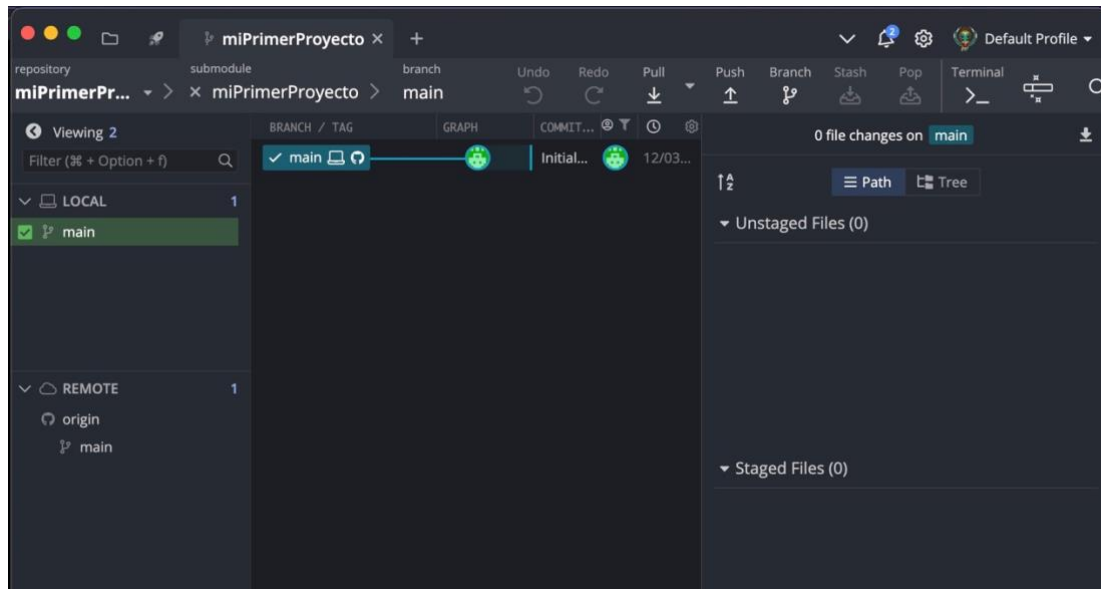 miPrimerProyecto
2
Default Profile
repository
submodule
branch
Undo
Redo
Pull
Push
Branch
Stash
Pop
Terminal
miPrimerPr...
miPrimerProyecto
main
Viewing 2
BRANCH / TAG
GRAPH
COMMIT...
0 file changes on main
Filter (⌘ + Option + f)
main
Initial...
12/03...
Path
Tree
LOCAL 1
Unstaged Files (0)
main
REMOTE 1
origin
main
Staged Files (0)